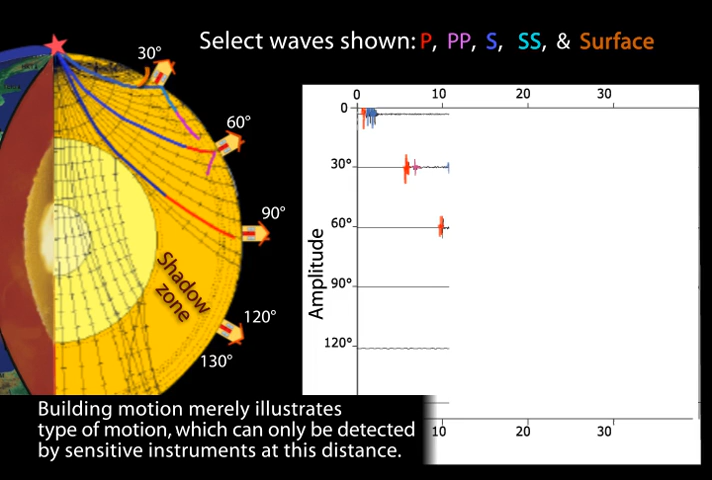 Select waves shown: P, PP, S, SS, & Surface
30°
60°
90°
120°
130°
Shadow
zone
0 10 20 30
0
30°
60°
90°
120°
Amplitude
10 20 30
Building motion merely illustrates
type of motion, which can only be detected
by sensitive instruments at this distance.